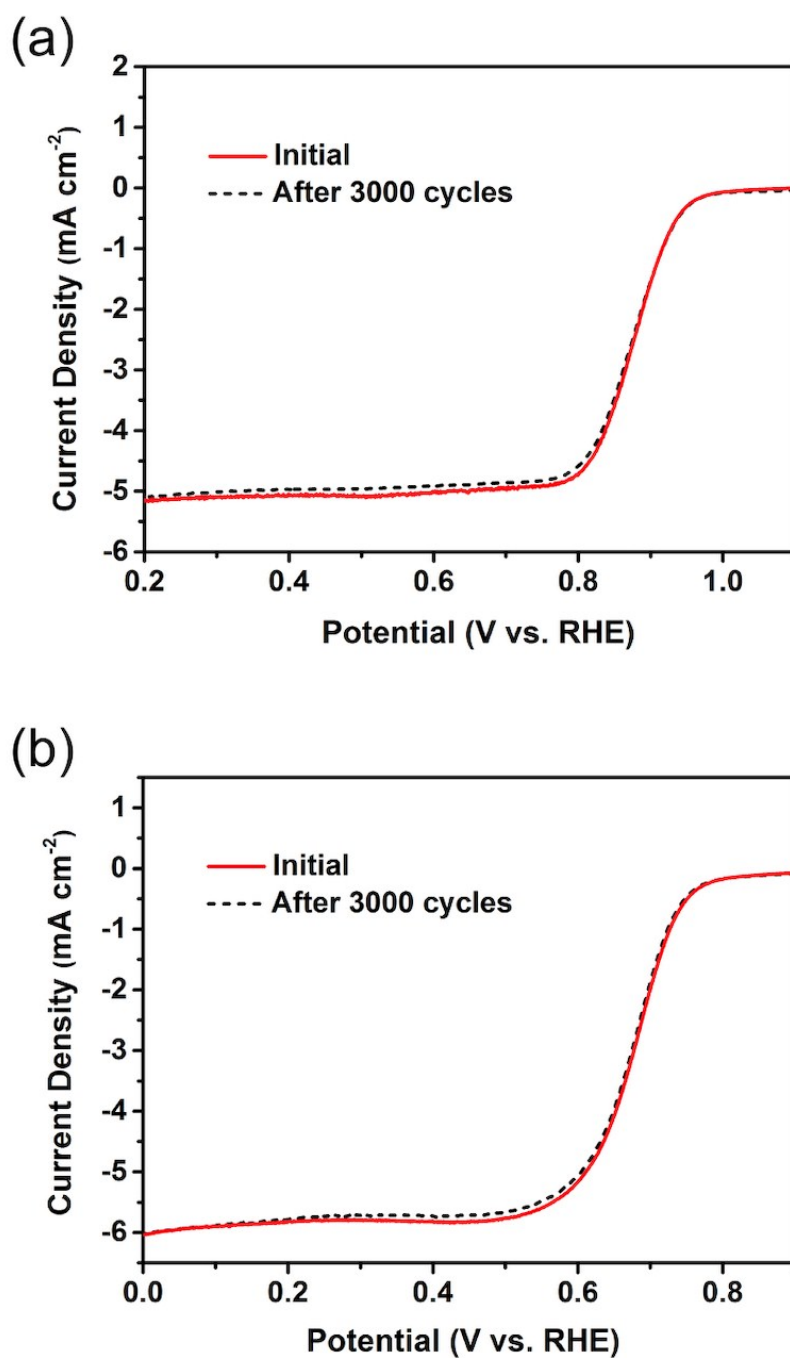 (a)
2
1
0
-1
-2
-3
-4
-5
-6
Current Density (mA cm-2)
Initial
After 3000 cycles
0.2 0.4 0.6 0.8 1.0
Potential (V vs. RHE)
(b)
1
0
-1
-2
-3
-4
-5
-6
Current Density (mA cm-2)
Initial
After 3000 cycles
0.0 0.2 0.4 0.6 0.8
Potential (V vs. RHE)